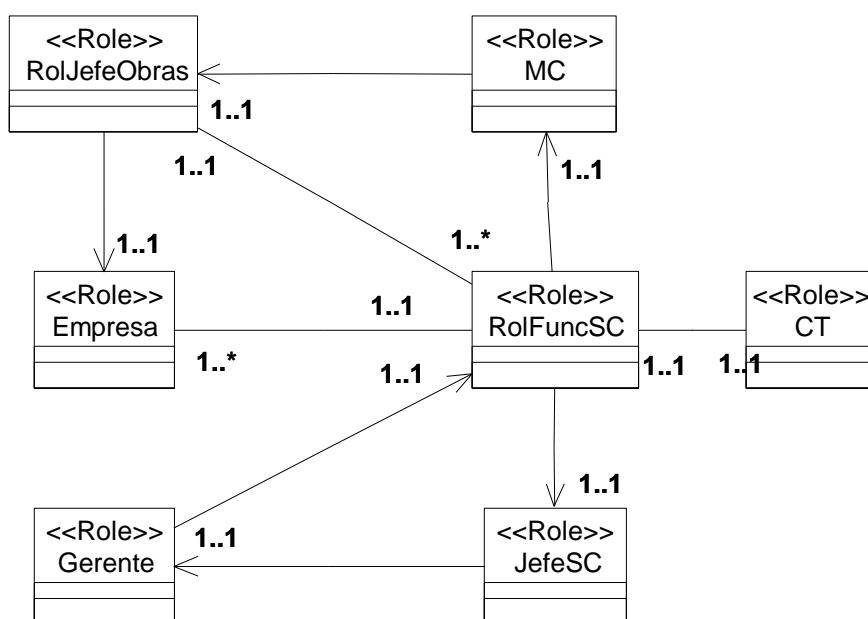 <<Role>>
RolJefeObras
<<Role>>
MC
1..1
1..1
1..1
1..1
1..*
<<Role>>
Empresa
1..1
1..*
<<Role>>
RolFuncSC
<<Role>>
CT
1..1
1..1
1..1
1..1
<<Role>>
Gerente
1..1
<<Role>>
JefeSC